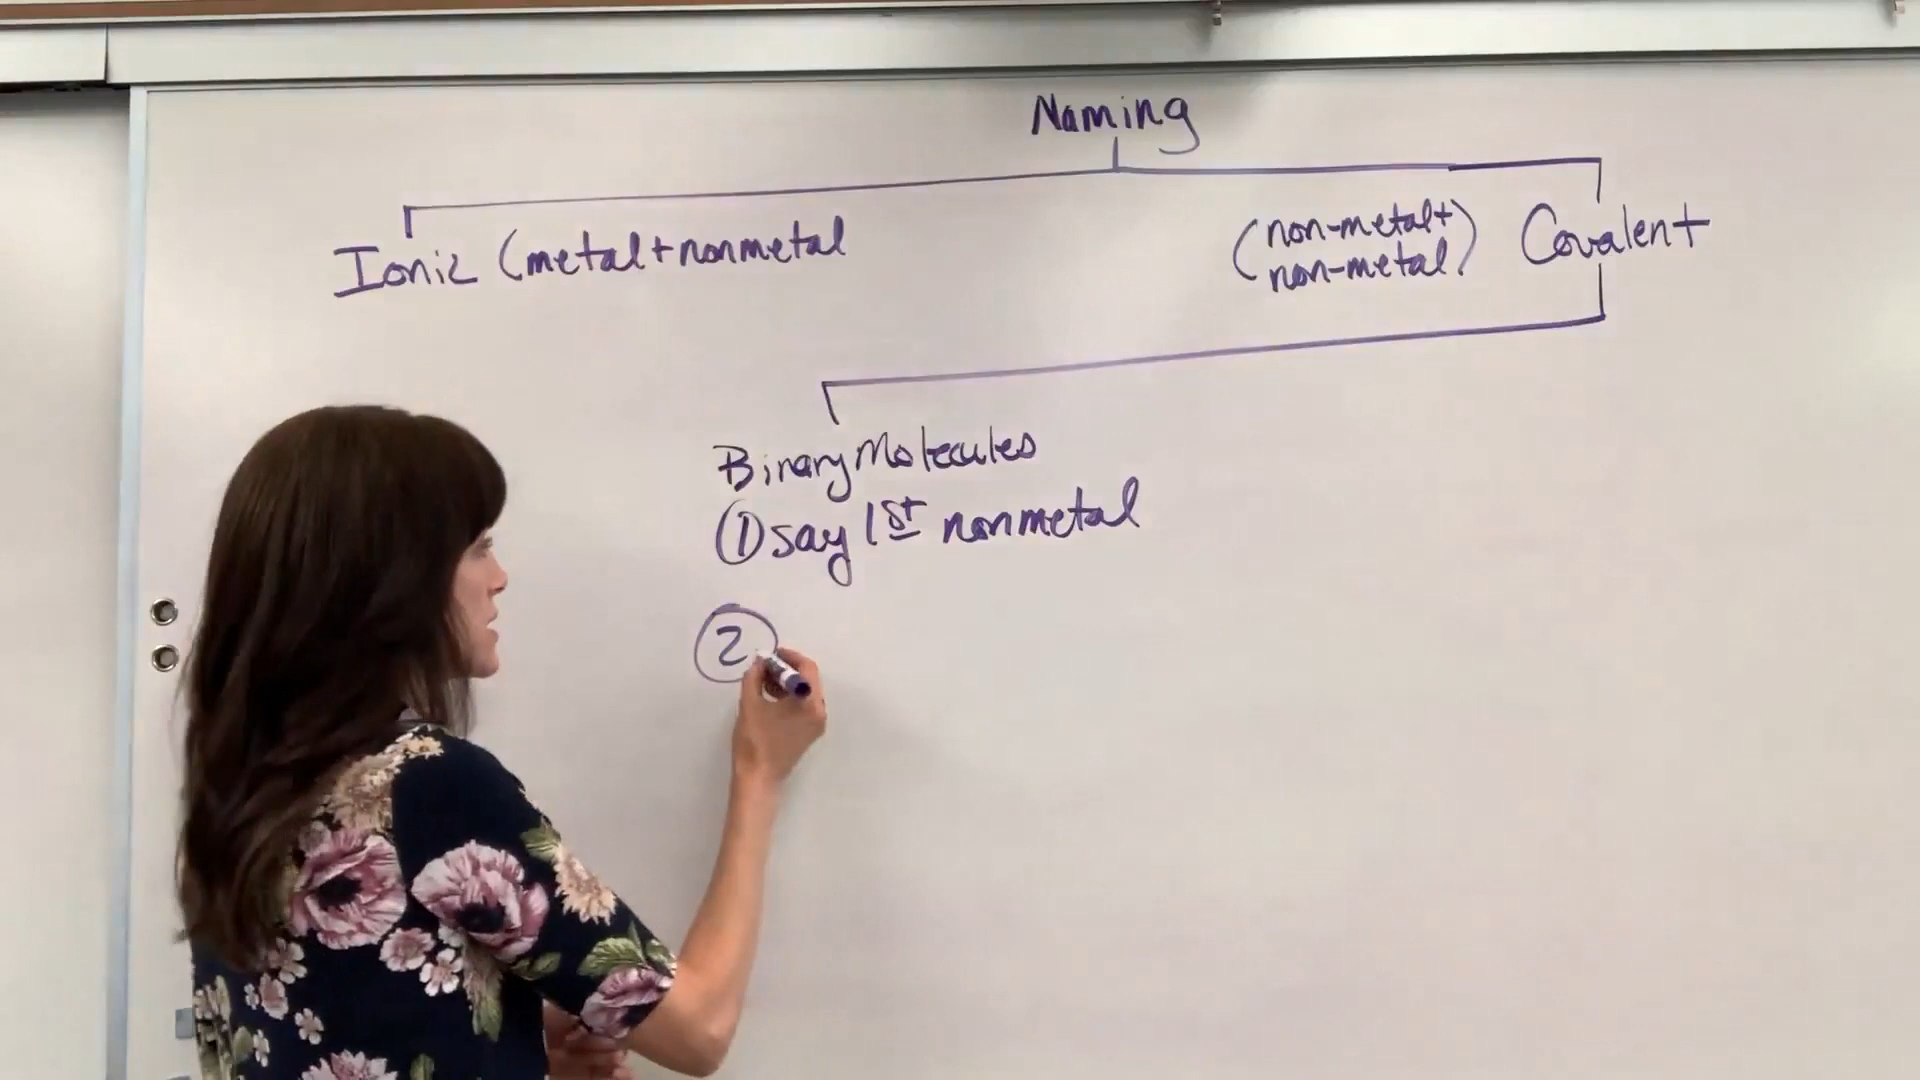 Naming
Ionic (metal + nonmetal
(non-metal +
non-metal) Covalent
Binary Molecules
① say 1st nonmetal
②